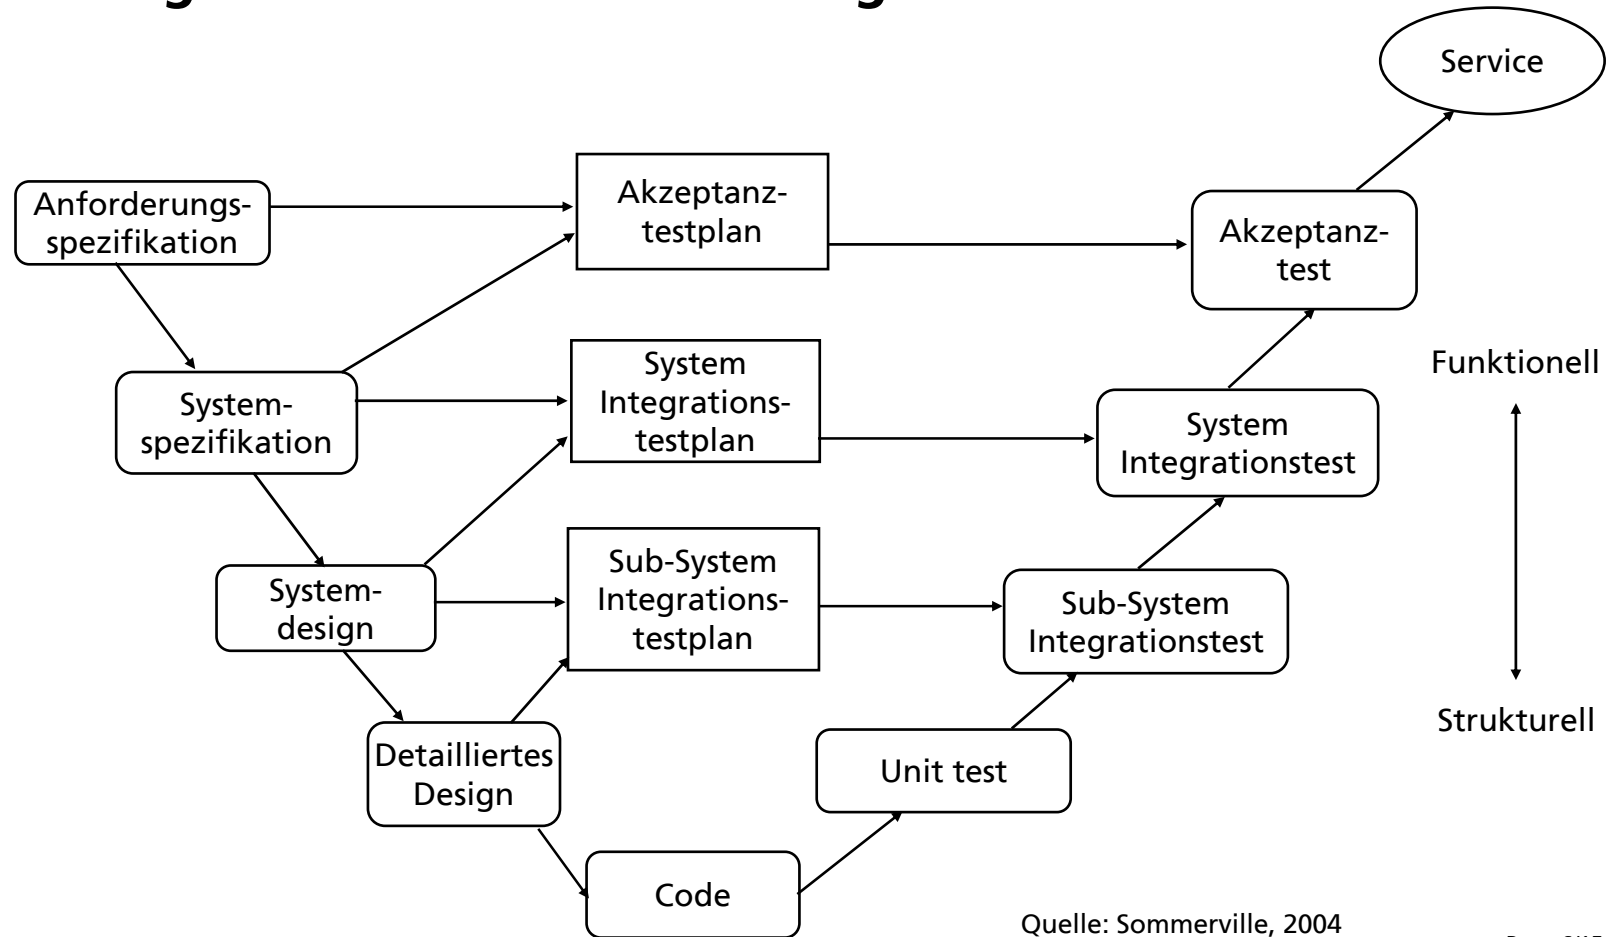 Service
Anforderungs-
spezifikation
Akzeptanz-
testplan
Akzeptanz-
test
System-
spezifikation
System
Integrations-
testplan
System
Integrationstest
Funktionell
System-
design
Sub-System
Integrations-
testplan
Sub-System
Integrationstest
Strukturell
Detailliertes
Design
Unit test
Code
Quelle: Sommerville, 2004